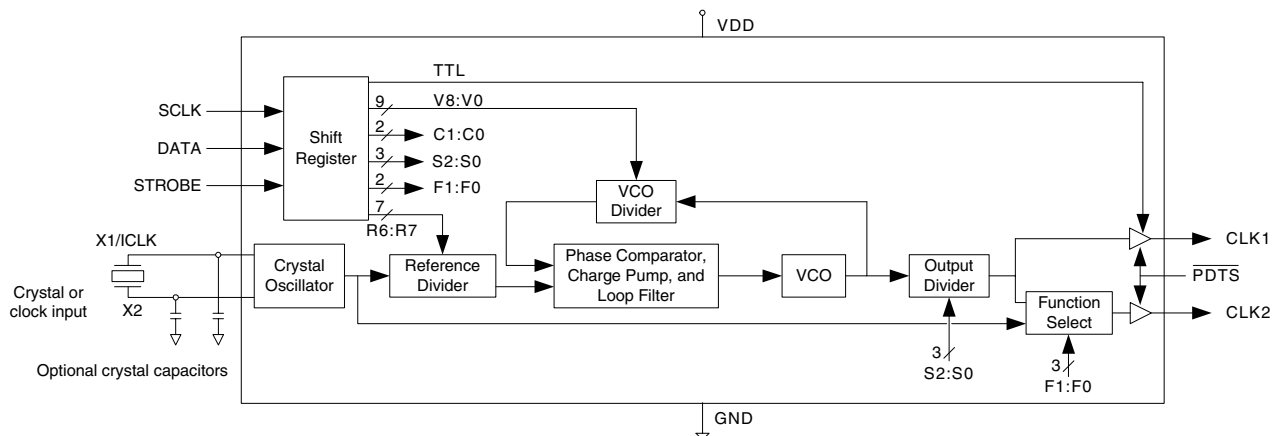 VDD
TTL
SCLK
DATA
STROBE
Shift
Register
9
V8:V0
2
C1:C0
3
S2:S0
2
F1:F0
7
R6:R7
VCO
Divider
X1/ICLK
X2
Crystal or
clock input
Optional crystal capacitors
Crystal
Oscillator
Reference
Divider
Phase Comparator,
Charge Pump, and
Loop Filter
VCO
Output
Divider
Function
Select
3
S2:S0
3
F1:F0
CLK1
PDTS
CLK2
GND